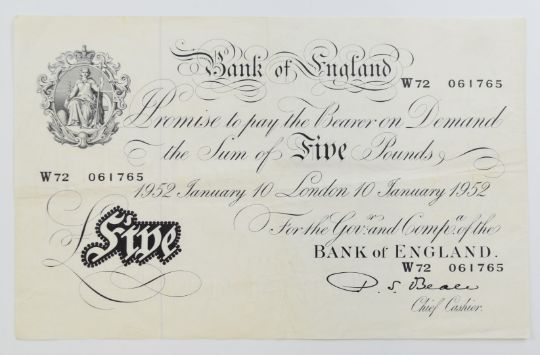 Bank of England
W72 061765
I Promise to pay the Bearer on Demand
the Sum of Five Pounds
W72 061765
1952 January 10 London 10 January 1952
For the Govr. and Compa. of the
BANK of ENGLAND.
W72 061765
£ Five
P. S. Beale
Chief Cashier.